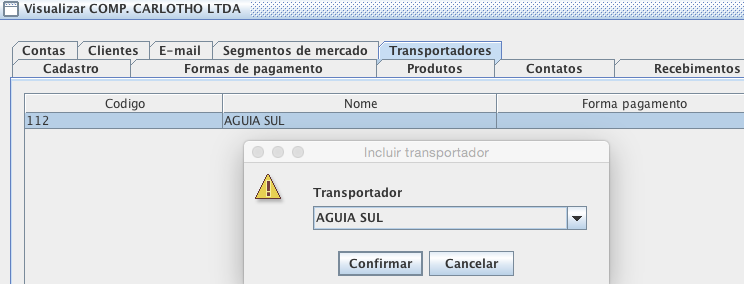 Visualizar COMP. CARLOTHO LTDA
Contas Clientes E-mail Segmentos de mercado Transportadores
Cadastro Formas de pagamento Produtos Contatos Recebimentos
Codigo Nome Forma pagamento
112 AGUIA SUL
Incluir transportador
Transportador
AGUIA SUL
Confirmar Cancelar